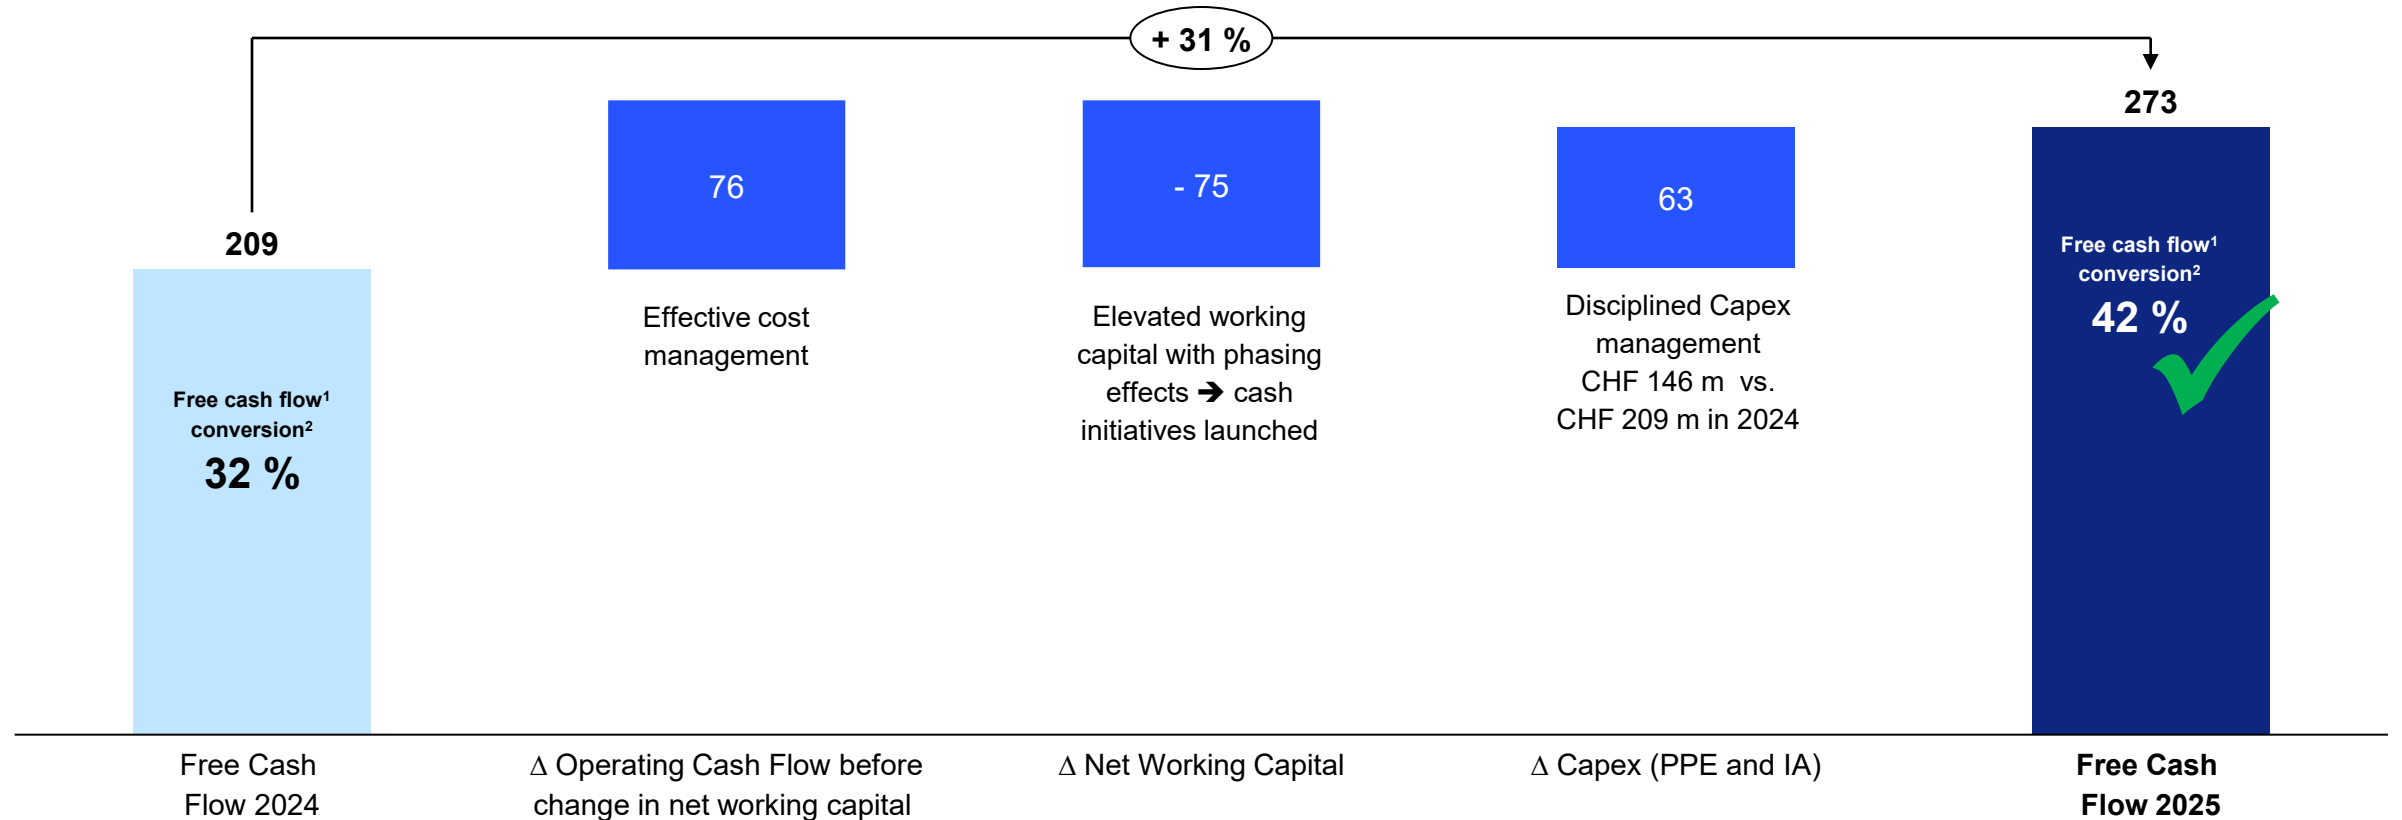 + 31 %
209
Free cash flow¹
conversion²
32 %
76
Effective cost
management
- 75
Elevated working
capital with phasing
effects ➔ cash
initiatives launched
63
Disciplined Capex
management
CHF 146 m  vs.
CHF 209 m in 2024
273
Free cash flow¹
conversion²
42 %
Free Cash
Flow 2024
Δ Operating Cash Flow before
change in net working capital
Δ Net Working Capital
Δ Capex (PPE and IA)
Free Cash
Flow 2025